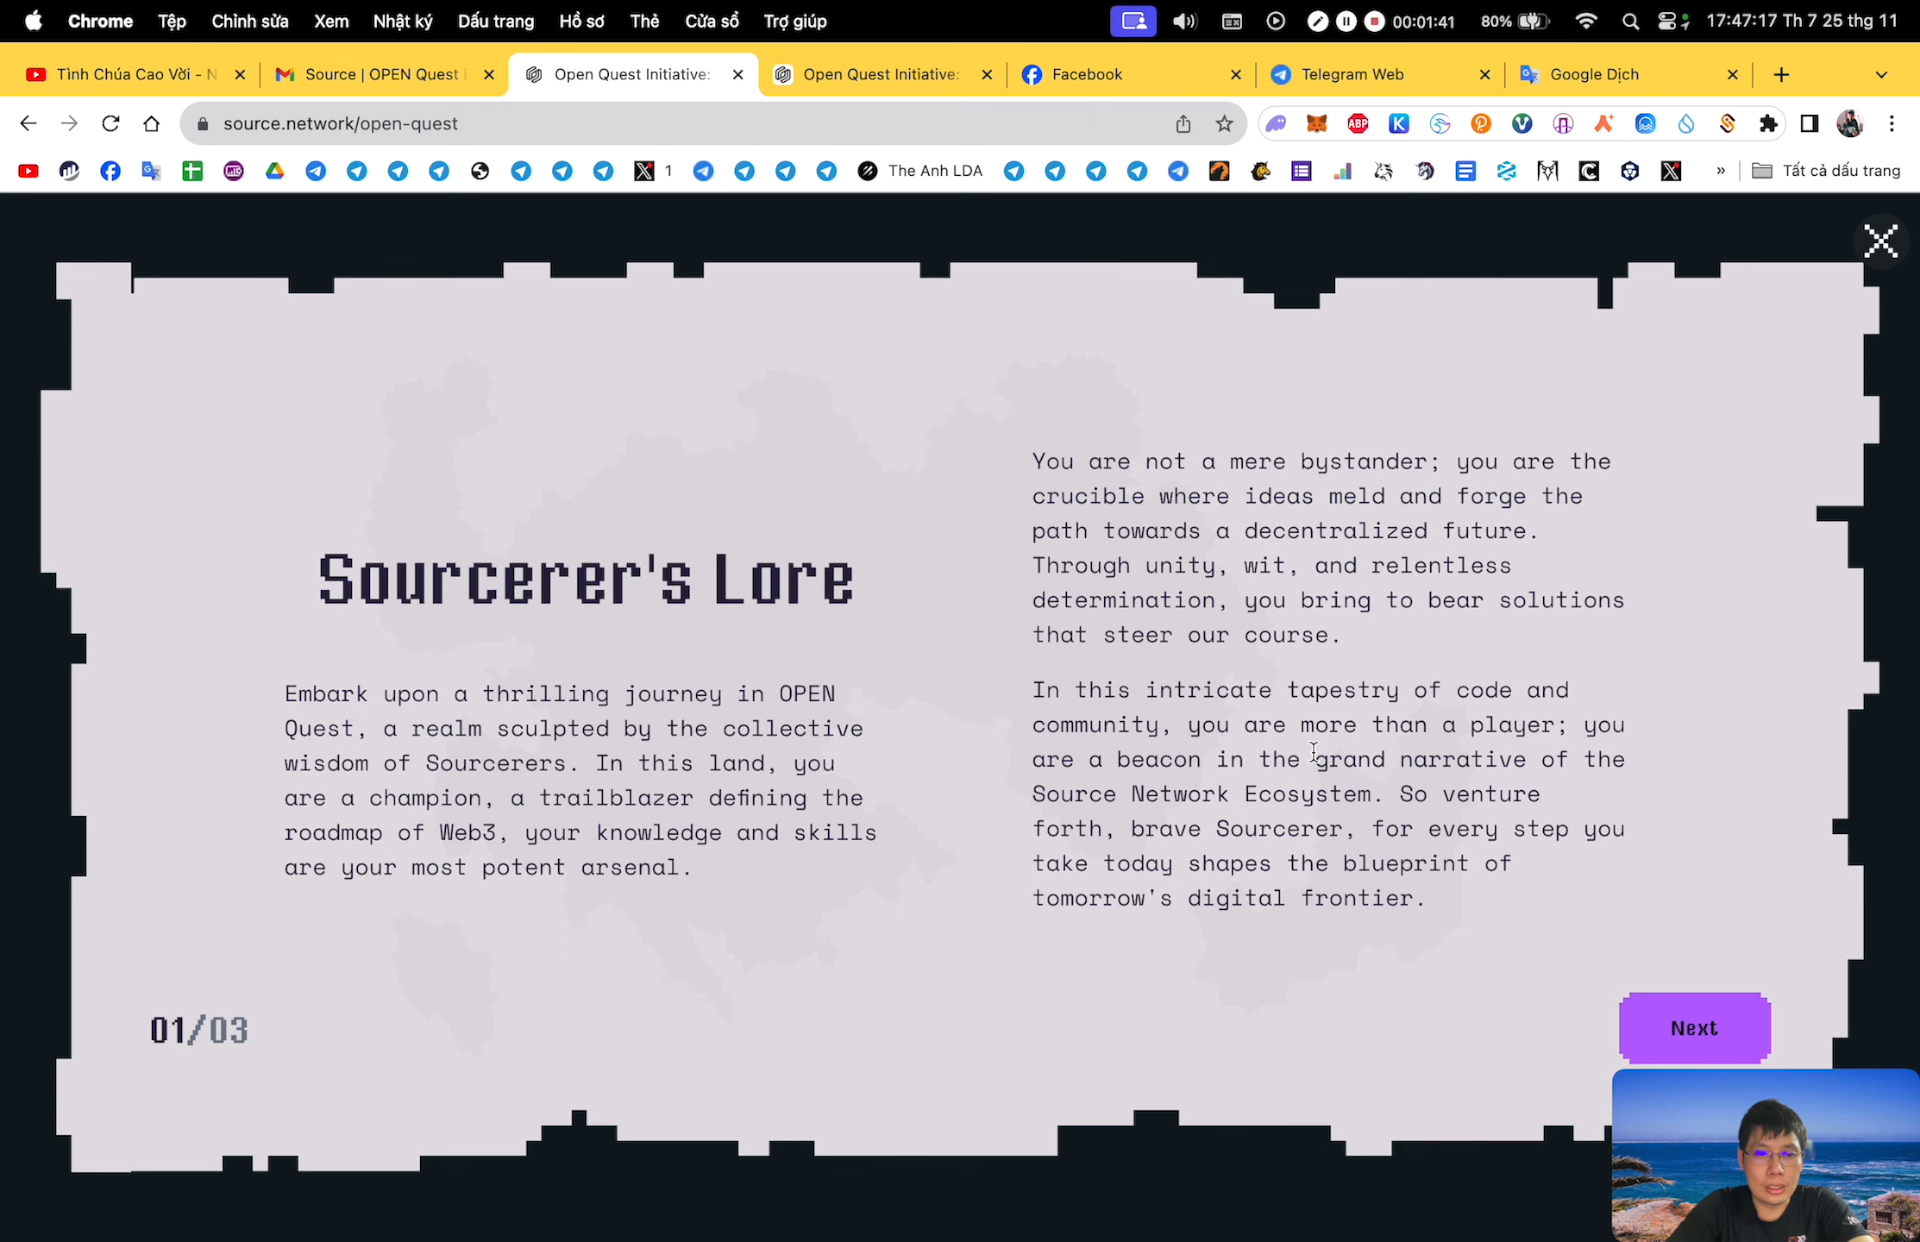 Chrome Tệp Chỉnh sửa Xem Nhật ký Dấu trang Hồ sơ Thẻ Cửa sổ Trợ giúp 00:01:41 80% 17:47:17 Th 7 25 thg 11
Tình Chúa Cao Vời - N Source | OPEN Quest Open Quest Initiative: Open Quest Initiative: Facebook Telegram Web Google Dịch
source.network/open-quest ABP
1 The Anh LDA » Tất cả dấu trang
Sourcerer's Lore
Embark upon a thrilling journey in OPEN
Quest, a realm sculpted by the collective
wisdom of Sourcerers. In this land, you
are a champion, a trailblazer defining the
roadmap of Web3, your knowledge and skills
are your most potent arsenal.
You are not a mere bystander; you are the
crucible where ideas meld and forge the
path towards a decentralized future.
Through unity, wit, and relentless
determination, you bring to bear solutions
that steer our course.
In this intricate tapestry of code and
community, you are more than a player; you
are a beacon in the grand narrative of the
Source Network Ecosystem. So venture
forth, brave Sourcerer, for every step you
take today shapes the blueprint of
tomorrow's digital frontier.
01/03
Next